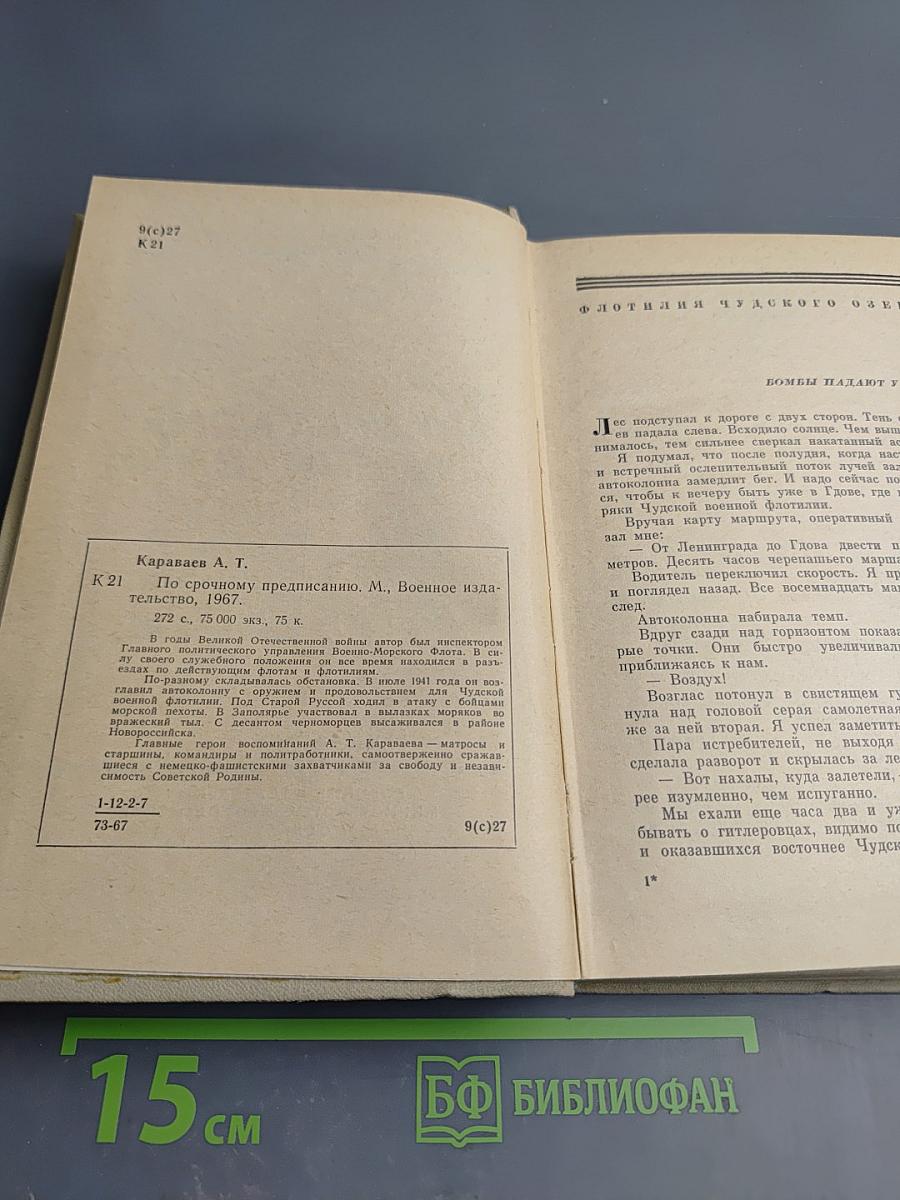 9(с)27
К 21
Караваев А. Т.
К 21 По срочному предписанию. М., Военное изда-
тельство, 1967.
272 с., 75 000 экз., 75 к.
В годы Великой Отечественной войны автор был инспектором
Главного политического управления Военно-Морского Флота. В си-
лу своего служебного положения он все время находился в разъ-
ездах по действующим флотам и флотилиям.
По-разному складывалась обстановка. В июле 1941 года он воз-
главил автоколонну с оружием и продовольствием для Чудской
военной флотилии. Под Старой Руссой ходил в атаку с бойцами
морской пехоты. В Заполярье участвовал в вылазках моряков во
вражеский тыл. С десантом черноморцев высаживался в районе
Новороссийска.
Главные герои воспоминаний А. Т. Караваева — матросы и
старшины, командиры и политработники, самоотверженно сражав-
шиеся с немецко-фашистскими захватчиками за свободу и незави-
симость Советской Родины.
1-12-2-7
73-67 9(с)27
ФЛОТИЛИЯ ЧУДСКОГО ОЗЕ
БОМБЫ ПАДАЮТ У
Лес подступал к дороге с двух сторон. Тень
ев падала слева. Всходило солнце. Чем выш
нималось, тем сильнее сверкал накатанный ас
Я подумал, что после полудня, когда наст
и встречный ослепительный поток лучей зал
автоколонна замедлит бег. И надо сейчас по
ся, чтобы к вечеру быть уже в Гдове, где
ряки Чудской военной флотилии.
Вручая карту маршрута, оперативный
зал мне:
— От Ленинграда до Гдова двести п
метров. Десять часов черепашьего марша
Водитель переключил скорость. Я пр
и поглядел назад. Все восемнадцать ма
след.
Автоколонна набирала темп.
Вдруг сзади над горизонтом показа
рые точки. Они быстро увеличивал
приближаясь к нам.
— Воздух!
Возглас потонул в свистящем гу
нула над головой серая самолетная
же за ней вторая. Я успел заметить
Пара истребителей, не выходя
сделала разворот и скрылась за ле
— Вот нахалы, куда залетели,
рее изумленно, чем испуганно.
Мы ехали еще часа два и уж
бывать о гитлеровцах, видимо по
и оказавшихся восточнее Чудск
1*
15 см
БФ БИБЛИОФАН